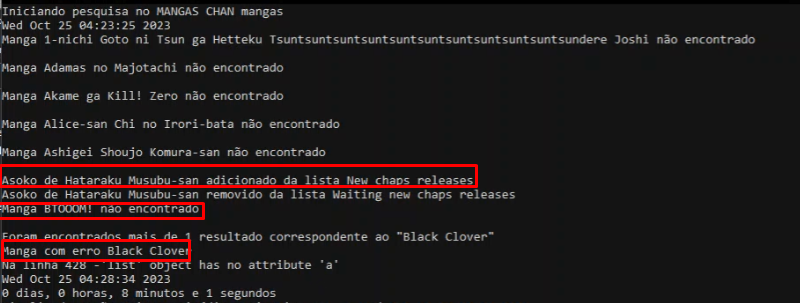 Iniciando pesquisa no MANGAS CHAN mangas
Wed Oct 25 04:23:25 2023
Manga 1-nichi Goto ni Tsun ga Hetteku Tsuntsuntsuntsuntsuntsuntsuntsuntsuntsuntsundere Joshi não encontrado
Manga Adamas no Majotachi não encontrado
Manga Akame ga Kill! Zero não encontrado
Manga Alice-san Chi no Irori-bata não encontrado
Manga Ashigei Shoujo Komura-san não encontrado
Asoko de Hataraku Musubu-san adicionado da lista New chaps releases
Asoko de Hataraku Musubu-san removido da lista Waiting new chaps releases
Manga BTOOOM! não encontrado
Foram encontrados mais de 1 resultado correspondente ao "Black Clover"
Manga com erro Black Clover
Na linha 428 -'list' object has no attribute 'a'
Wed Oct 25 04:28:34 2023
0 dias, 0 horas, 8 minutos e 1 segundos